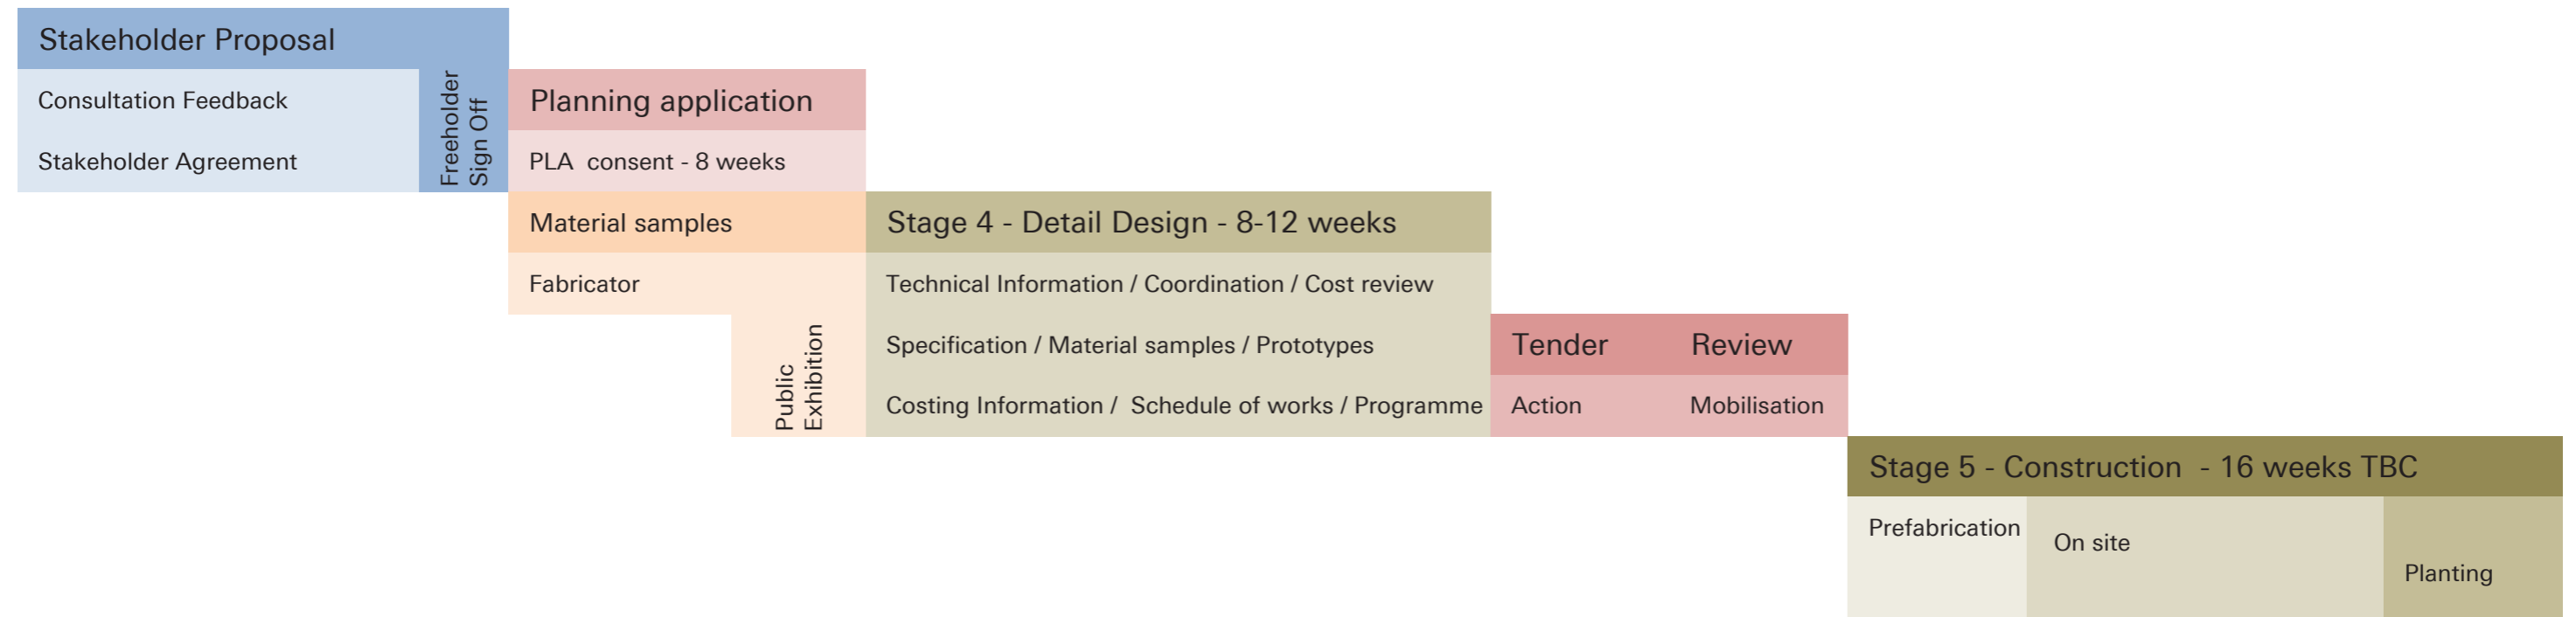 Stakeholder Proposal
Consultation Feedback
Stakeholder Agreement
Freeholder
Sign Off
Planning application
PLA consent - 8 weeks
Material samples
Fabricator
Public
Exhibition
Stage 4 - Detail Design - 8-12 weeks
Technical Information / Coordination / Cost review
Specification / Material samples / Prototypes
Costing Information / Schedule of works / Programme
Tender Review
Action Mobilisation
Stage 5 - Construction - 16 weeks TBC
Prefabrication
On site
Planting